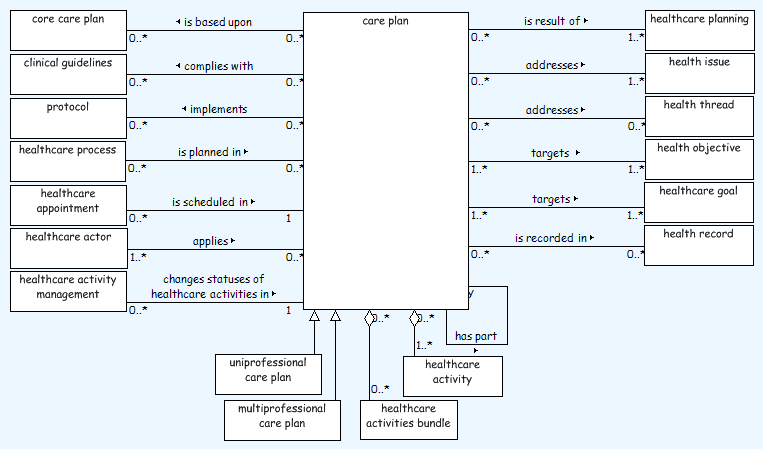 core care plan
is based upon
0..*
0..*
care plan
is result of
0..*
1..*
healthcare planning
clinical guidelines
complies with
0..*
0..*
addresses
0..*
1..*
health issue
protocol
implements
0..*
0..*
addresses
0..*
0..*
health thread
healthcare process
is planned in
0..*
0..*
targets
1..*
1..*
health objective
healthcare
appointment
is scheduled in
0..*
1
targets
1..*
1..*
healthcare goal
healthcare actor
applies
1..*
0..*
is recorded in
0..*
0..*
health record
healthcare activity
management
changes statuses of
healthcare activities in
0..*
1
y
0..*
0..*
has part
1..*
uniprofessional
care plan
healthcare
activity
0..*
multiprofessional
care plan
healthcare
activities bundle